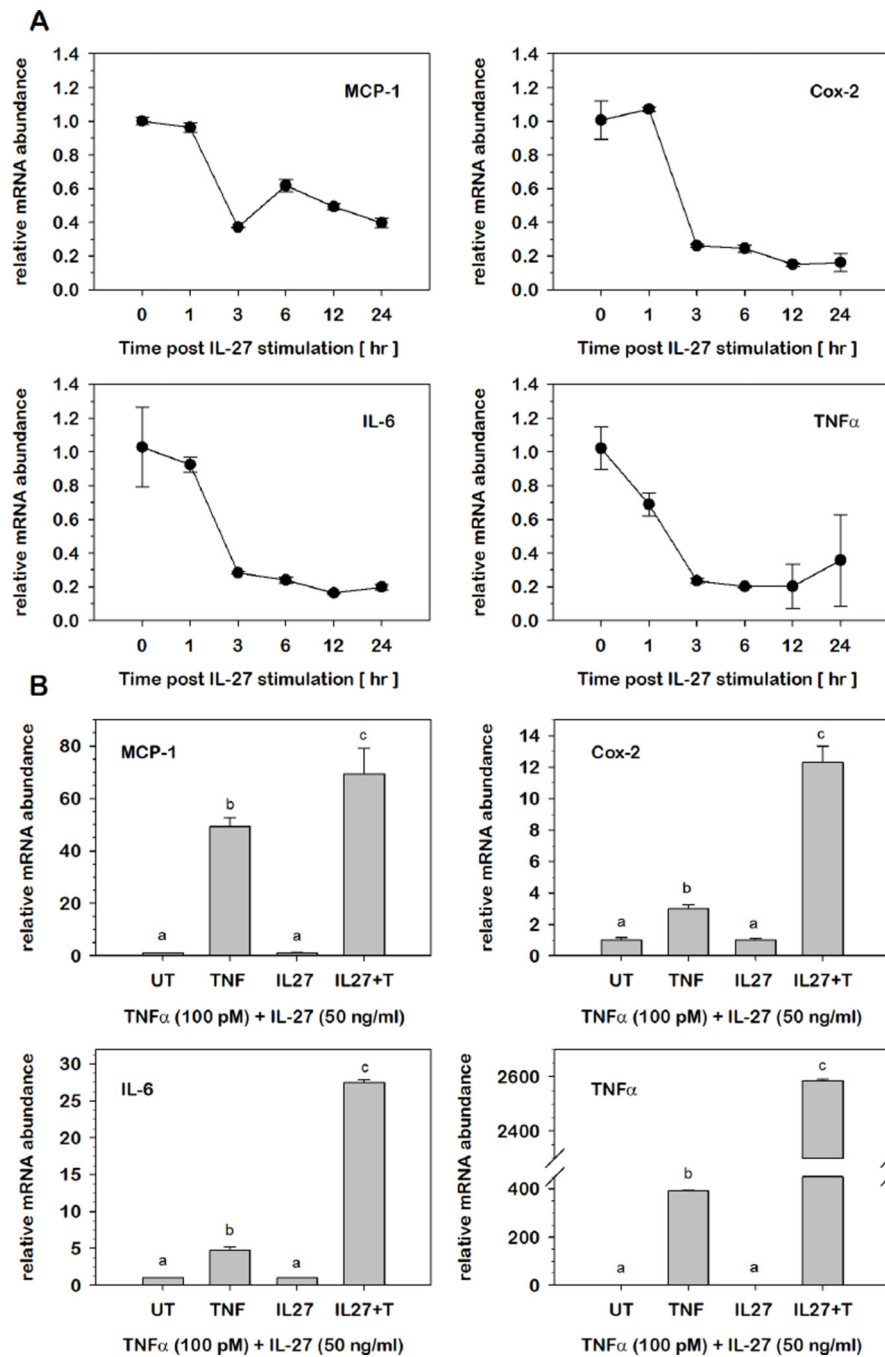 A
MCP-1
relative mRNA abundance
1.4
1.2
1.0
0.8
0.6
0.4
0.2
0.0
0 1 3 6 12 24
Time post IL-27 stimulation [ hr ]
Cox-2
relative mRNA abundance
1.4
1.2
1.0
0.8
0.6
0.4
0.2
0.0
0 1 3 6 12 24
Time post IL-27 stimulation [ hr ]
IL-6
relative mRNA abundance
1.4
1.2
1.0
0.8
0.6
0.4
0.2
0.0
0 1 3 6 12 24
Time post IL-27 stimulation [ hr ]
TNFα
relative mRNA abundance
1.4
1.2
1.0
0.8
0.6
0.4
0.2
0.0
0 1 3 6 12 24
Time post IL-27 stimulation [ hr ]
B
MCP-1
relative mRNA abundance
80
60
40
20
0
a b a c
UT TNF IL27 IL27+T
TNFα (100 pM) + IL-27 (50 ng/ml)
Cox-2
relative mRNA abundance
14
12
10
8
6
4
2
0
a b a c
UT TNF IL27 IL27+T
TNFα (100 pM) + IL-27 (50 ng/ml)
IL-6
relative mRNA abundance
30
25
20
15
10
5
0
a b a c
UT TNF IL27 IL27+T
TNFα (100 pM) + IL-27 (50 ng/ml)
TNFα
relative mRNA abundance
2600
2400
400
200
0
a b a c
UT TNF IL27 IL27+T
TNFα (100 pM) + IL-27 (50 ng/ml)